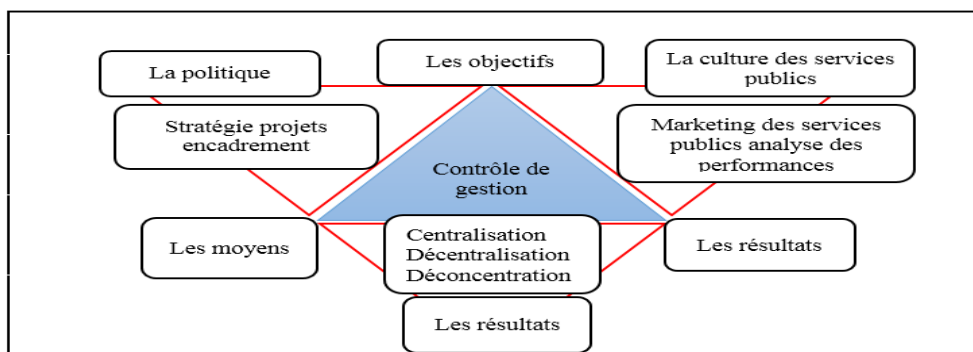 La politique
Les objectifs
La culture des services
publics
Stratégie projets
encadrement
Marketing des services
publics analyse des
performances
Contrôle de
gestion
Les moyens
Centralisation
Décentralisation
Déconcentration
Les résultats
Les résultats